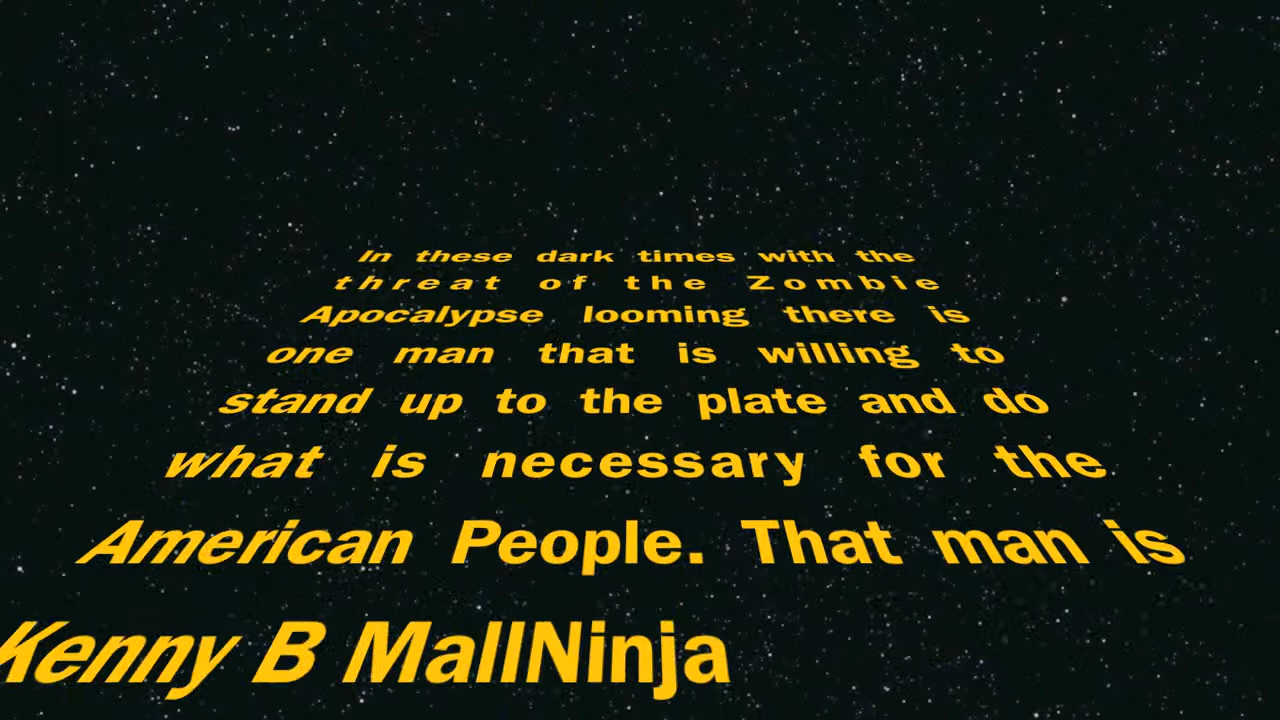 In these dark times with the
threat of the Zombie
Apocalypse looming there is
one man that is willing to
stand up to the plate and do
what is necessary for the
American People. That man is
Kenny B MallNinja